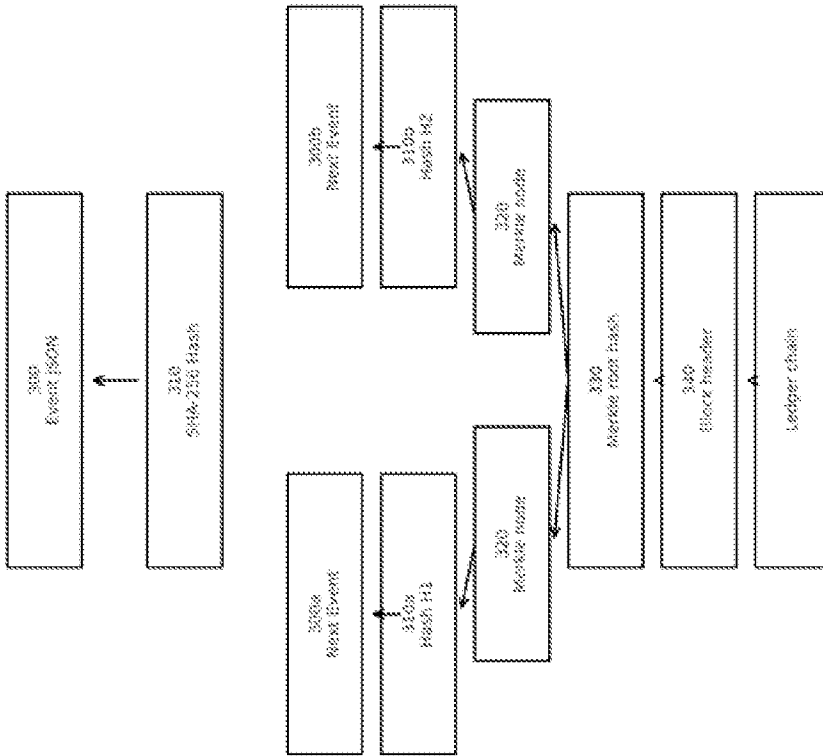 300
Event JSON
310
SHA-256 Hash
300a
Next Event
310a
Hash H1
300b
Next Event
310b
Hash H2
320
Merkle node
320
Merkle node
330
Merkle root hash
340
Block header
Ledger chain